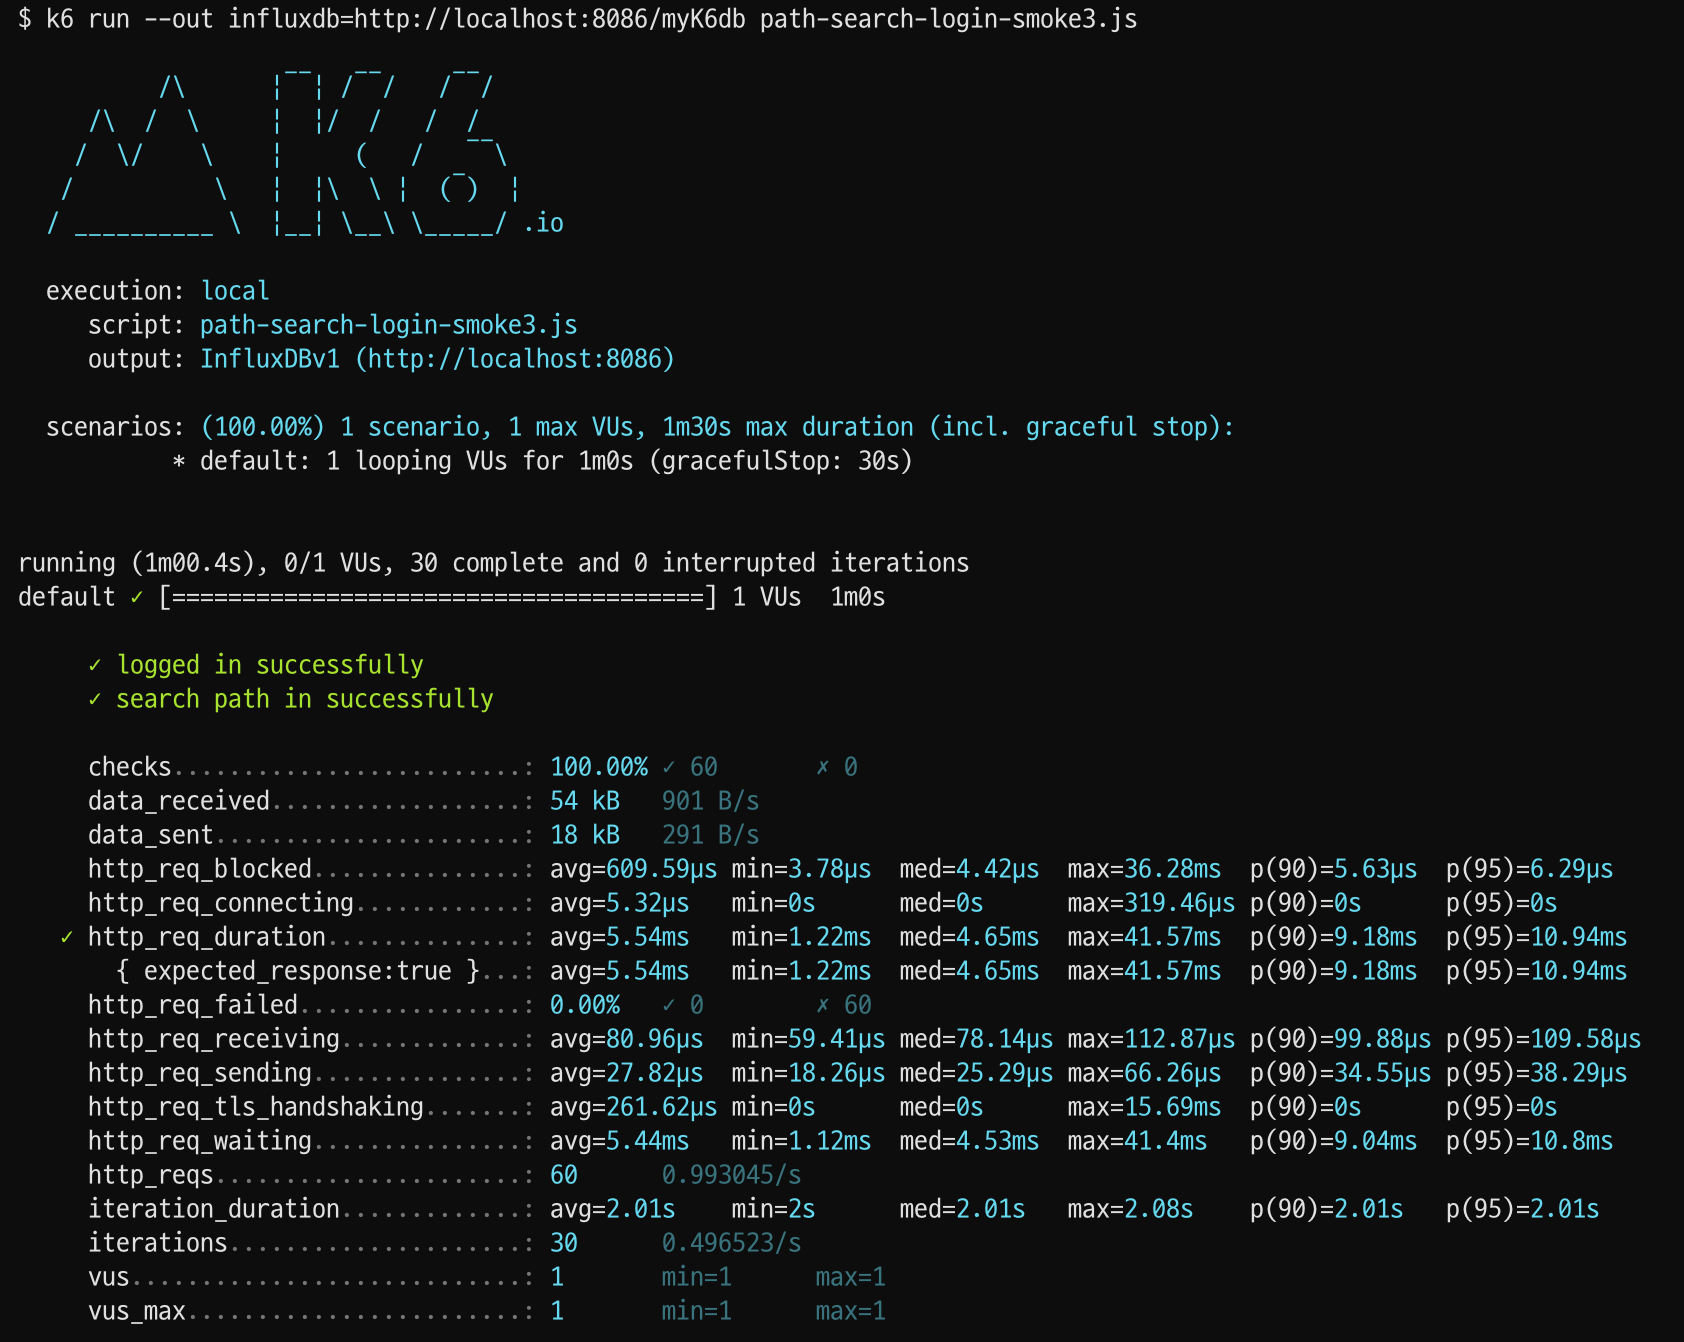 $ k6 run --out influxdb=http://localhost:8086/myK6db path-search-login-smoke3.js
               __   __     __
          /\      ¦  ¦ /  /   /  /
     /\  /  \     ¦  ¦/  /   /  /__
    /  \/    \    ¦     (   /  _  \
   /          \   ¦  ¦\  \ ¦  (_)  ¦
  / __________ \  ¦__¦ \__\ \_____/ .io
execution: local
script: path-search-login-smoke3.js
output: InfluxDBv1 (http://localhost:8086)
scenarios: (100.00%) 1 scenario, 1 max VUs, 1m30s max duration (incl. graceful stop):
* default: 1 looping VUs for 1m0s (gracefulStop: 30s)
running (1m00.4s), 0/1 VUs, 30 complete and 0 interrupted iterations
default ✓ [======================================] 1 VUs  1m0s
✓ logged in successfully
✓ search path in successfully
checks.........................: 100.00% ✓ 60       ✗ 0
data_received..................: 54 kB   901 B/s
data_sent......................: 18 kB   291 B/s
http_req_blocked...............: avg=609.59µs min=3.78µs  med=4.42µs  max=36.28ms  p(90)=5.63µs  p(95)=6.29µs
http_req_connecting............: avg=5.32µs   min=0s      med=0s      max=319.46µs p(90)=0s      p(95)=0s
✓ http_req_duration..............: avg=5.54ms   min=1.22ms  med=4.65ms  max=41.57ms  p(90)=9.18ms  p(95)=10.94ms
{ expected_response:true }...: avg=5.54ms   min=1.22ms  med=4.65ms  max=41.57ms  p(90)=9.18ms  p(95)=10.94ms
http_req_failed................: 0.00%   ✓ 0        ✗ 60
http_req_receiving.............: avg=80.96µs  min=59.41µs med=78.14µs max=112.87µs p(90)=99.88µs p(95)=109.58µs
http_req_sending...............: avg=27.82µs  min=18.26µs med=25.29µs max=66.26µs  p(90)=34.55µs p(95)=38.29µs
http_req_tls_handshaking.......: avg=261.62µs min=0s      med=0s      max=15.69ms  p(90)=0s      p(95)=0s
http_req_waiting...............: avg=5.44ms   min=1.12ms  med=4.53ms  max=41.4ms   p(90)=9.04ms  p(95)=10.8ms
http_reqs......................: 60      0.993045/s
iteration_duration.............: avg=2.01s    min=2s      med=2.01s   max=2.08s    p(90)=2.01s   p(95)=2.01s
iterations.....................: 30      0.496523/s
vus............................: 1       min=1      max=1
vus_max........................: 1       min=1      max=1